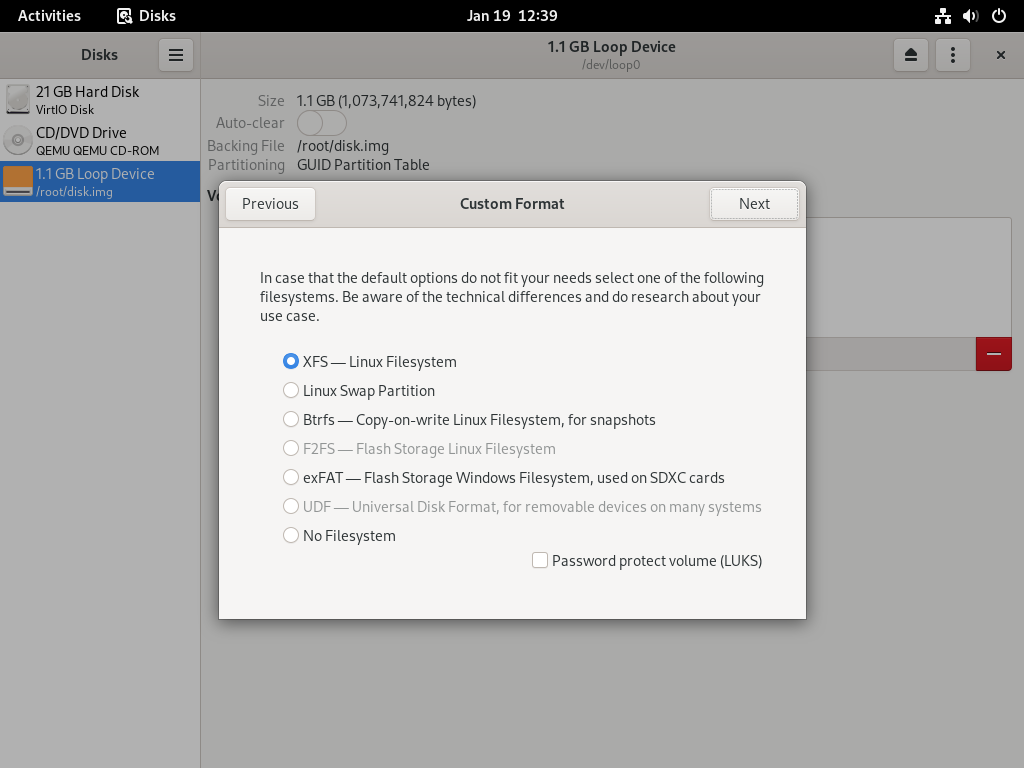 Activities
Disks
Jan 19 12:39
Disks
1.1 GB Loop Device
/dev/loop0
21 GB Hard Disk
VirtIO Disk
CD/DVD Drive
QEMU QEMU CD-ROM
1.1 GB Loop Device
/root/disk.img
Size 1.1 GB (1,073,741,824 bytes)
Auto-clear
Backing File /root/disk.img
Partitioning GUID Partition Table
Previous
Custom Format
Next
In case that the default options do not fit your needs select one of the following
filesystems. Be aware of the technical differences and do research about your
use case.
XFS — Linux Filesystem
Linux Swap Partition
Btrfs — Copy-on-write Linux Filesystem, for snapshots
F2FS — Flash Storage Linux Filesystem
exFAT — Flash Storage Windows Filesystem, used on SDXC cards
UDF — Universal Disk Format, for removable devices on many systems
No Filesystem
Password protect volume (LUKS)